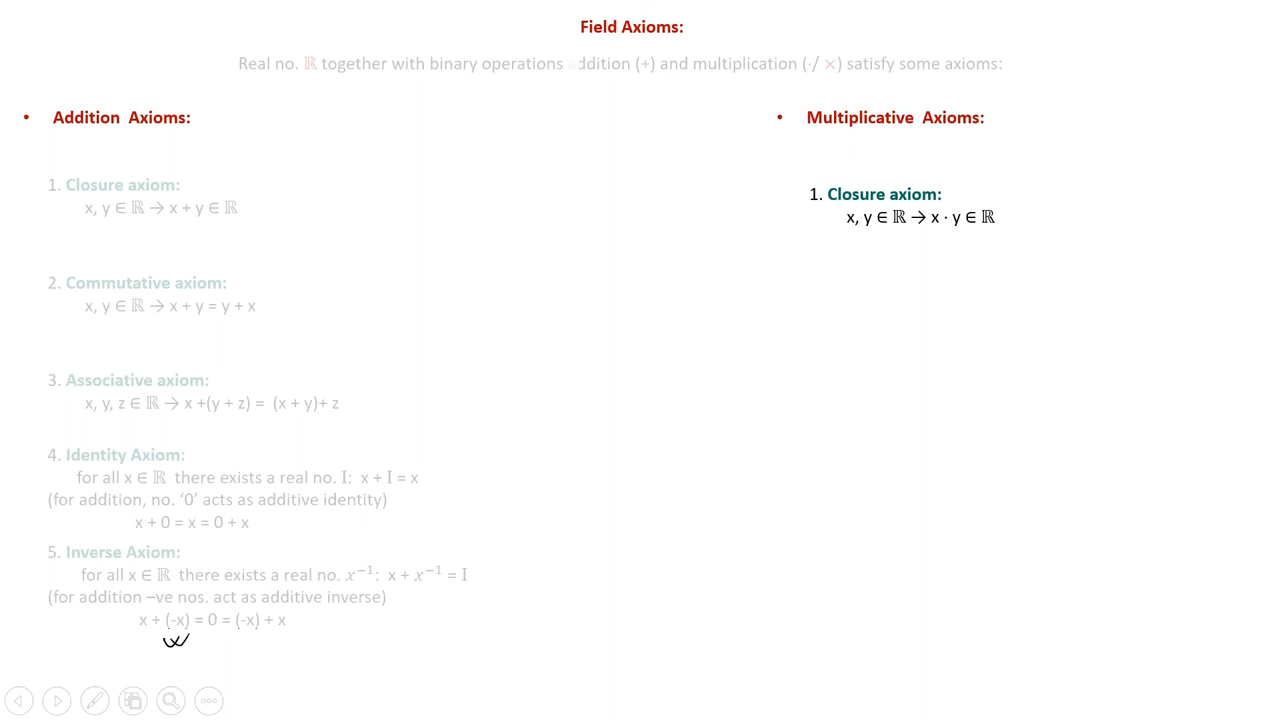 Field Axioms:
Real no. ℝ together with binary operations addition (+) and multiplication (·/ ×) satisfy some axioms:
• Addition Axioms:
1. Closure axiom:
x, y ∈ ℝ → x + y ∈ ℝ
2. Commutative axiom:
x, y ∈ ℝ → x + y = y + x
3. Associative axiom:
x, y, z ∈ ℝ → x +(y + z) = (x + y)+ z
4. Identity Axiom:
for all x ∈ ℝ there exists a real no. I: x + I = x
(for addition, no. ‘0’ acts as additive identity)
x + 0 = x = 0 + x
5. Inverse Axiom:
for all x ∈ ℝ there exists a real no. x⁻¹: x + x⁻¹ = I
(for addition –ve nos. act as additive inverse)
x + (-x) = 0 = (-x) + x
• Multiplicative Axioms:
1. Closure axiom:
x, y ∈ ℝ → x · y ∈ ℝ